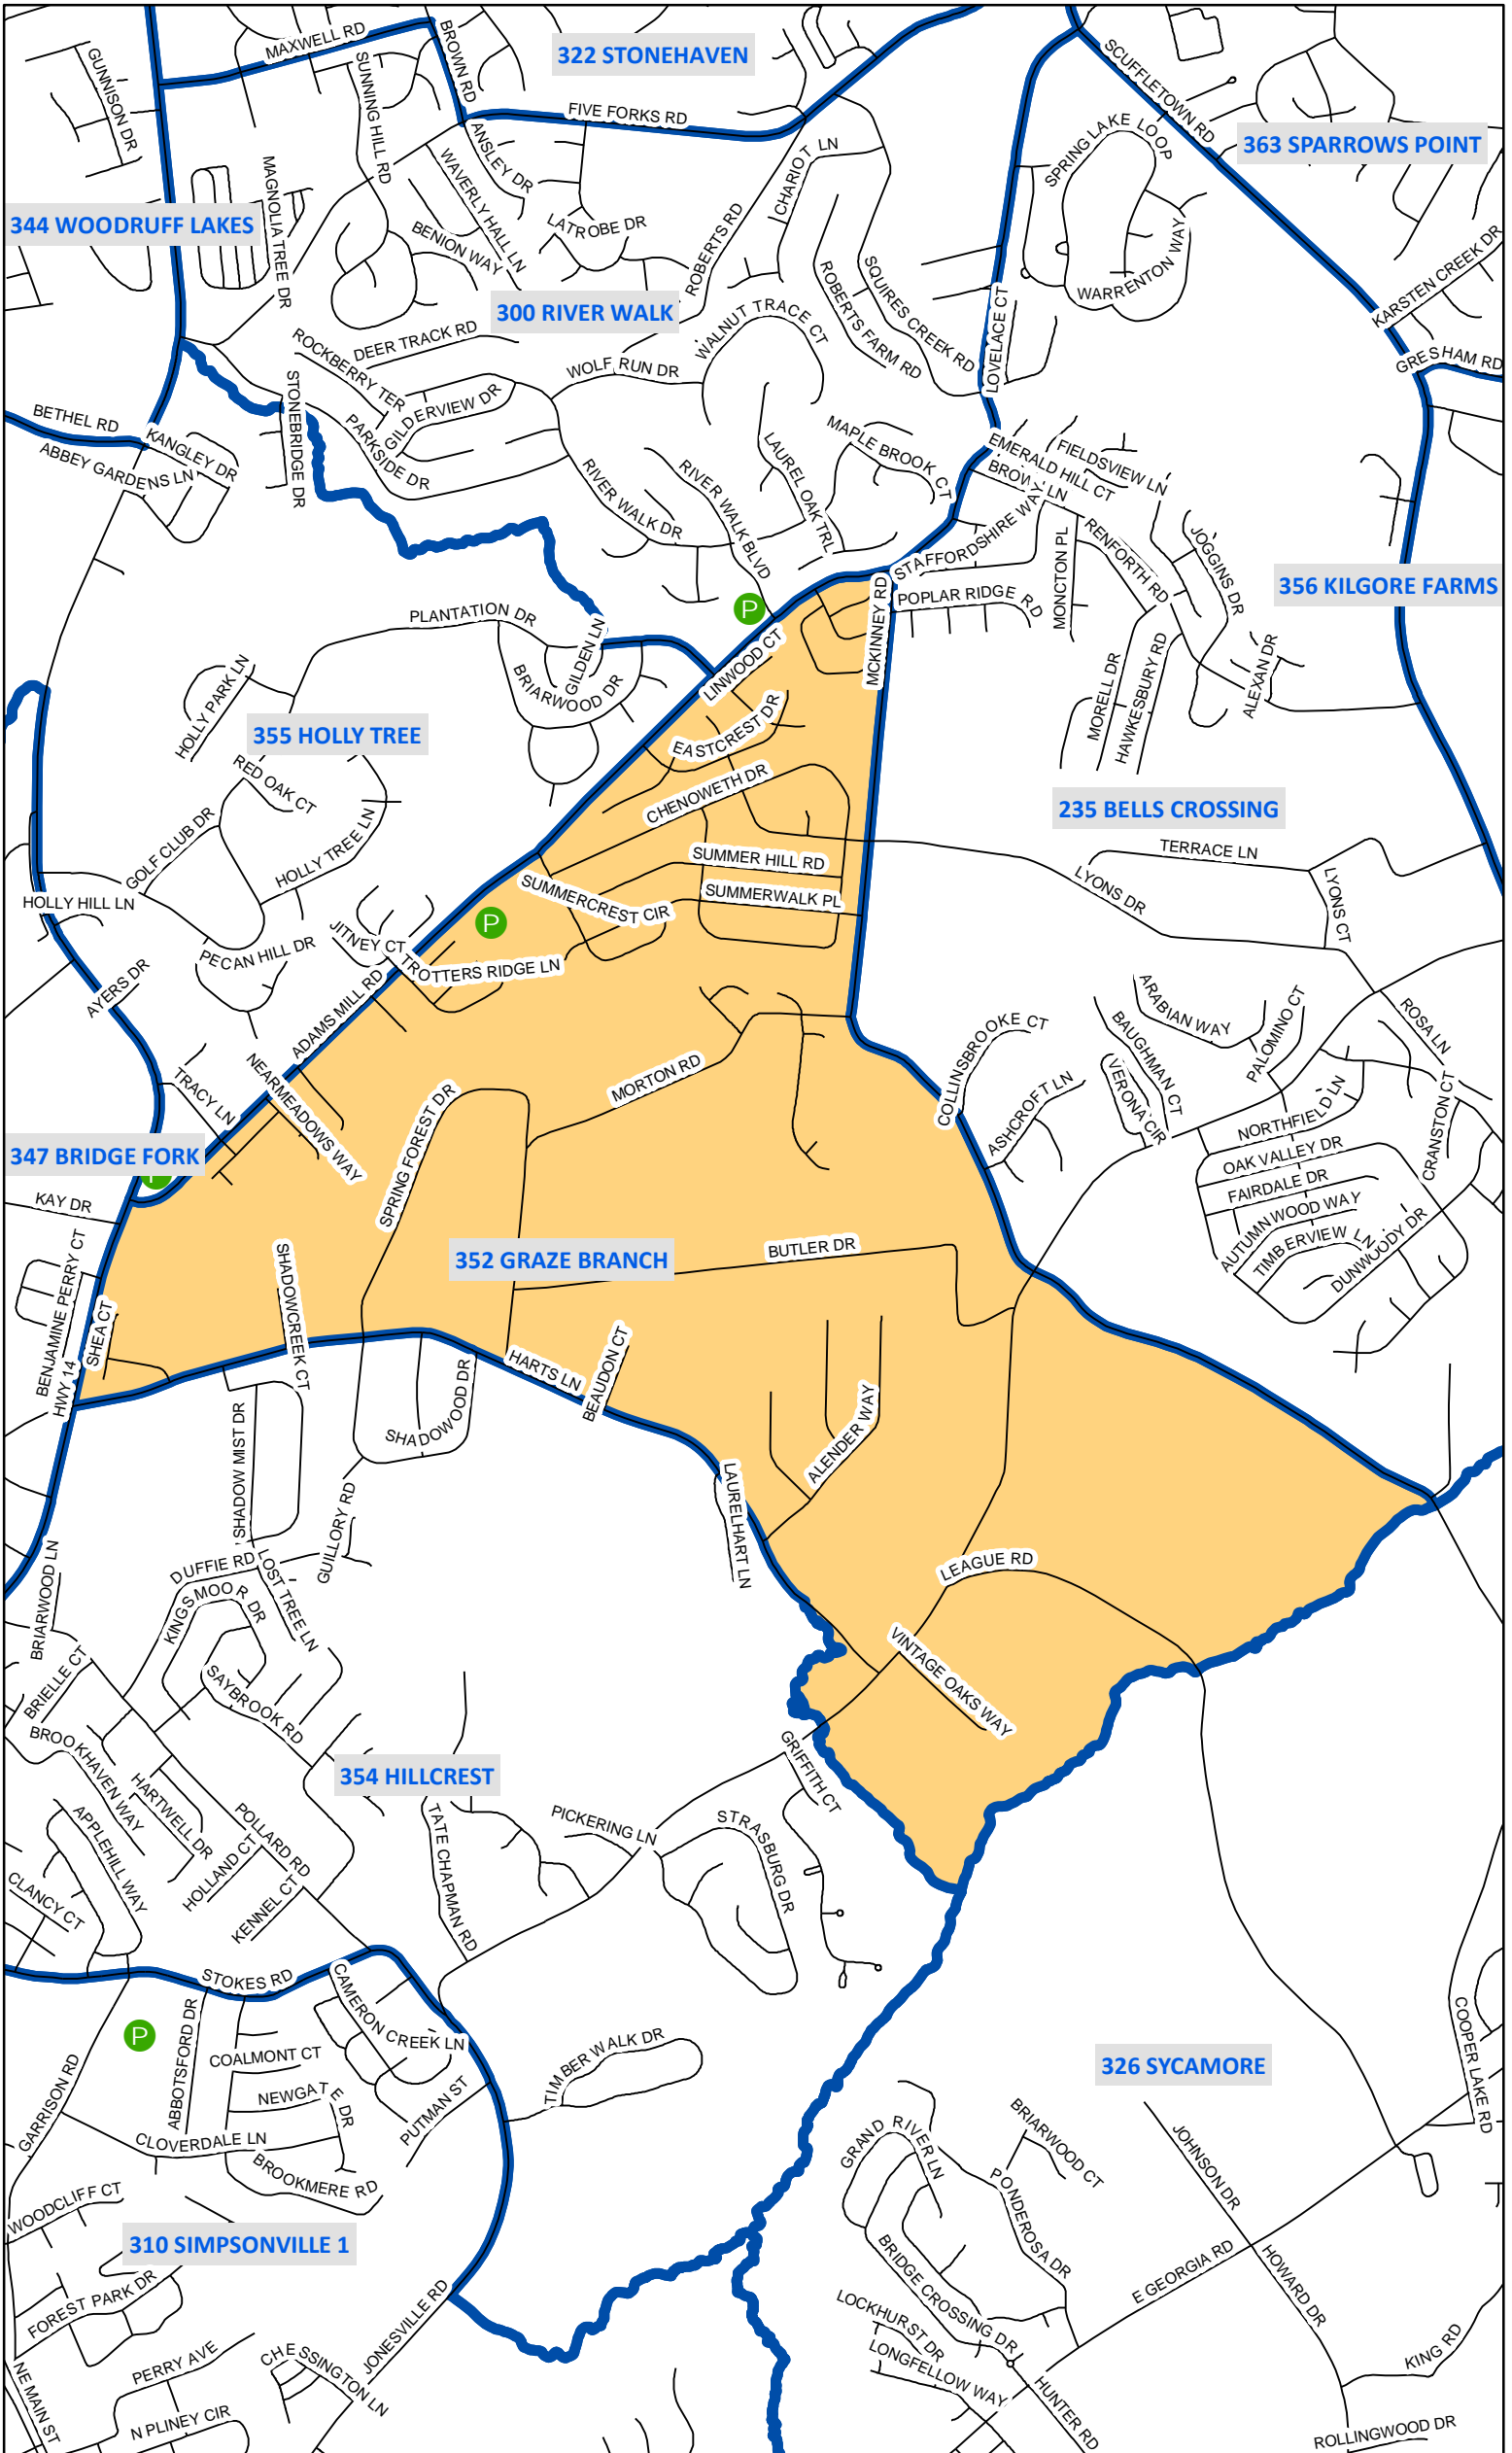 MAXWELL RD
BROWN RD
322 STONEHAVEN
SCUFFLETOWN RD
GUNNISON DR
SUNNING HILL RD
FIVE FORKS RD
ANSLEY DR
CHARIOT LN
SPRING LAKE LOOP
363 SPARROWS POINT
WAVERLY HALL LN
MAGNOLIA TREE DR
344 WOODRUFF LAKES
BENION WAY
LATROBE DR
ROBERTS RD
KARSTEN CREEK DR
WARRENTON WAY
300 RIVER WALK
ROBERTS FARM RD
SQUIRES CREEK RD
WALNUT TRACE CT
LOVELACE CT
DEER TRACK RD
ROCKBERRY TER
WOLF RUN DR
GRESHAM RD
STONEBRIDGE DR
GILDERVIEW DR
PARKSIDE DR
BETHEL RD
KANGLEY DR
ABBEY GARDENS LN
MAPLE BROOK CT
LAUREL OAK TRL
EMERALD HILL CT
FIELDSVIEW LN
BROW LN
RIVER WALK DR
RIVER WALK BLVD
STAFFORDSHIRE WAY
RENFORTH RD
JOGGINS DR
MONCTON PL
356 KILGORE FARMS
P
POPLAR RIDGE RD
MCKINNEY RD
PLANTATION DR
GILDEN LN
LINWOOD CT
BRIARWOOD DR
HOLLY PARK LN
MORELL DR
HAWKESBURY RD
ALEXAN DR
355 HOLLY TREE
EASTCREST DR
RED OAK CT
CHENOWETH DR
235 BELLS CROSSING
GOLF CLUB DR
HOLLY TREE LN
SUMMER HILL RD
TERRACE LN
HOLLY HILL LN
SUMMERCREST CIR
SUMMERWALK PL
LYONS DR
LYONS CT
P
JITNEY CT
PECAN HILL DR
TROTTERS RIDGE LN
AYERS DR
ADAMS MILL RD
ARABIAN WAY
PALOMINO CT
ROSA LN
COLLINSBROOKE CT
BAUGHMAN CT
VERONA CIR
TRACY LN
NEARMEADOWS WAY
MORTON RD
ASHCROFT LN
NORTHFIELD LN
CRANSTON CT
347 BRIDGE FORK
P
SPRING FOREST DR
OAK VALLEY DR
FAIRDALE DR
KAY DR
AUTUMNWOOD WAY
TIMBERVIEW LN
DUNWOODY DR
352 GRAZE BRANCH
BUTLER DR
SHADOWCREEK CT
BENJAMINE PERRY CT
SHEA CT
HWY 14
HARTS LN
BEAUDON CT
SHADOWOOD DR
SHADOW MIST DR
ALENDER WAY
LAURELHART LN
GUILLORY RD
BRIARWOOD LN
DUFFIE RD
LOST TREE LN
KINGSMOOR DR
LEAGUE RD
SAYBROOK RD
BRIELLE CT
VINTAGE OAKS WAY
BROOKHAVEN WAY
GRIFFITH CT
354 HILLCREST
HARTWELL DR
APPLEHILL WAY
POLLARD RD
HOLLAND CT
KENNEL CT
TATE CHAPMAN RD
PICKERING LN
STRASBURG DR
CLANCY CT
STOKES RD
CAMERON CREEK LN
P
ABBOTSFORD DR
COALMONT CT
NEWGATE DR
TIMBER WALK DR
PUTMAN ST
GARRISON RD
CLOVERDALE LN
BROOKMERE RD
326 SYCAMORE
COOPER LAKE RD
GRAND RIVER LN
BRIARWOOD CT
PONDEROSA DR
JOHNSON DR
WOODCLIFF CT
310 SIMPSONVILLE 1
BRIDGE CROSSING DR
E GEORGIA RD
HOWARD DR
FOREST PARK DR
JONESVILLE RD
LOCKHURST DR
LONGFELLOW WAY
HUNTER RD
KING RD
PERRY AVE
CHESSINGTON LN
NE MAIN ST
N PLINEY CIR
ROLLINGWOOD DR